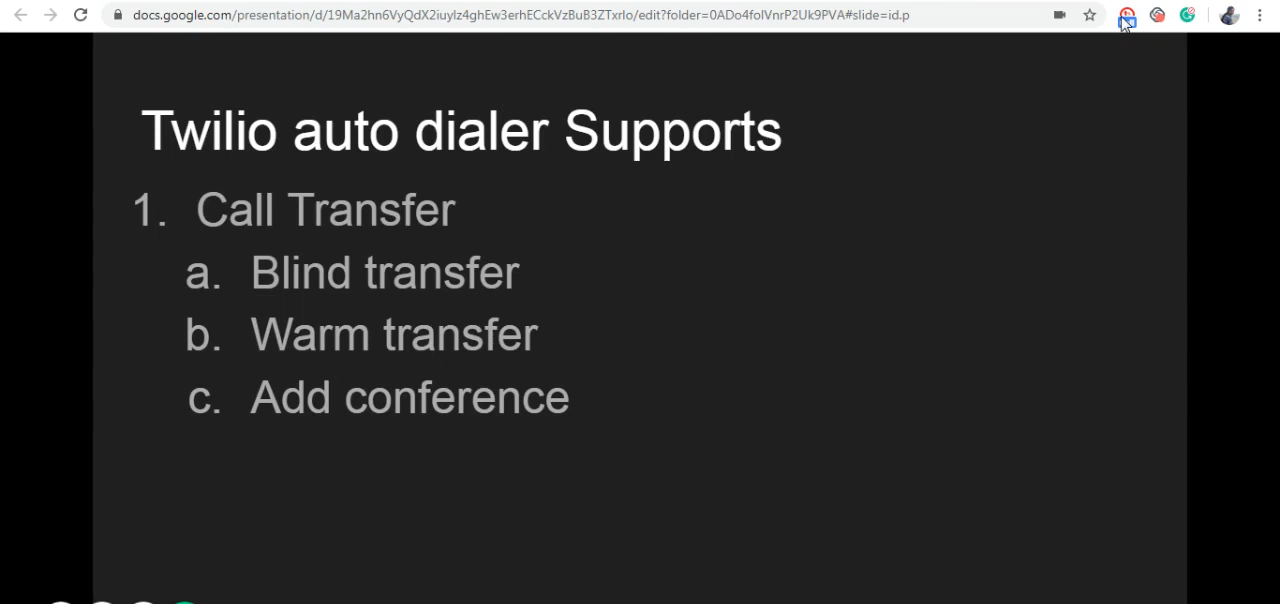 docs.google.com/presentation/d/19Ma2hn6VyQdX2iuylz4ghEw3erhECckVzBuB3ZTxrlo/edit?folder=0ADo4folVnrP2Uk9PVA#slide=id.p
Twilio auto dialer Supports
1. Call Transfer
a. Blind transfer
b. Warm transfer
c. Add conference